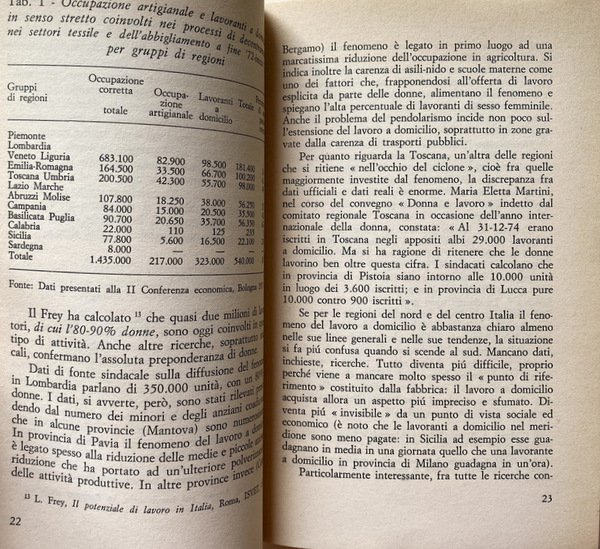 Tab. 1 - Occupazione artigianale e lavoranti a
in senso stretto coinvolti nei processi di
nei settori tessile e dell'abbigliamento a fine '72
per gruppi di regioni
Gruppi di regioni
Occupazione corretta totale
Occupazione artigianale
Lavoranti a domicilio
Totale
Piemonte
Lombardia
Veneto Liguria 683.100 82.900 98.500 181.400
Emilia-Romagna 164.500 33.500 66.700 100.200
Toscana Umbria 200.500 42.300 55.700 98.000
Lazio Marche
Abruzzi Molise 107.800 18.250 38.000 56.250
Campania 84.000 15.000 20.500 35.500
Basilicata Puglia 90.700 20.650 35.700 56.350
Calabria 22.000 110 125 235
Sicilia 77.800 5.600 16.500 22.100
Sardegna 8.000 —
Totale 1.435.000 217.000 323.000 540.000
Fonte: Dati presentati alla II Conferenza economica, Bologna
Il Frey ha calcolato 13 che quasi due milioni di
tori, di cui l'80-90% donne, sono oggi coinvolti in
tipo di attività. Anche altre ricerche, soprattutto
cali, confermano l'assoluta preponderanza di donne.
Dati di fonte sindacale sulla diffusione del
in Lombardia parlano di 350.000 unità, con un
donne. I dati, si avverte, però, sono stati rilevati
dendo dal numero dei minori e degli anziani
che in alcune province (Mantova) sono
In provincia di Pavia il fenomeno del lavoro a
è legato spesso alla riduzione delle medie e piccole
riduzione che ha portato ad un'ulteriore
delle attività produttive. In altre province invece
13 L. Frey, Il potenziale di lavoro in Italia, Roma,
22
Bergamo) il fenomeno è legato in primo luogo ad una
marcatissima riduzione dell'occupazione in agricoltura. Si
indica inoltre la carenza di asili-nido e scuole materne come
uno dei fattori che, frapponendosi all'offerta di lavoro
esplicita da parte delle donne, alimentano il fenomeno e
spiegano l'alta percentuale di lavoranti di sesso femminile.
Anche il problema del pendolarismo incide non poco sul-
l'estensione del lavoro a domicilio, soprattutto in zone gra-
vate dalla carenza di trasporti pubblici.
Per quanto riguarda la Toscana, un'altra delle regioni
che si ritiene « nell'occhio del ciclone », cioè fra quelle
maggiormente investite dal fenomeno, la discrepanza fra
dati ufficiali e dati reali è enorme. Maria Eletta Martini,
nel corso del convegno « Donna e lavoro » indetto dal
comitato regionale Toscana in occasione dell'anno inter-
nazionale della donna, constata: « Al 31-12-74 erano
iscritti in Toscana negli appositi albi 29.000 lavoranti
a domicilio. Ma si ha ragione di ritenere che le donne
lavorino ben oltre questa cifra. I sindacati calcolano che
in provincia di Pistoia siano intorno alle 10.000 unità
in luogo dei 3.600 iscritti; e in provincia di Lucca pure
10.000 contro 900 iscritti ».
Se per le regioni del nord e del centro Italia il feno-
meno del lavoro a domicilio è abbastanza chiaro almeno
nelle sue linee generali e nelle sue tendenze, la situazione
si fa piú confusa quando si scende al sud. Mancano dati,
inchieste, ricerche. Tutto diventa piú difficile, proprio
perché viene a mancare molto spesso il « punto di rife-
rimento » costituito dalla fabbrica: il lavoro a domicilio
acquista allora un aspetto piú impreciso e sfumato. Di-
venta piú « invisibile » da un punto di vista sociale ed
economico (è noto che le lavoranti a domicilio nel meri-
dione sono meno pagate: in Sicilia ad esempio esse gua-
dagnano in media in una giornata quello che una lavorante
a domicilio in provincia di Milano guadagna in un'ora).
Particolarmente interessante, fra tutte le ricerche con-
23